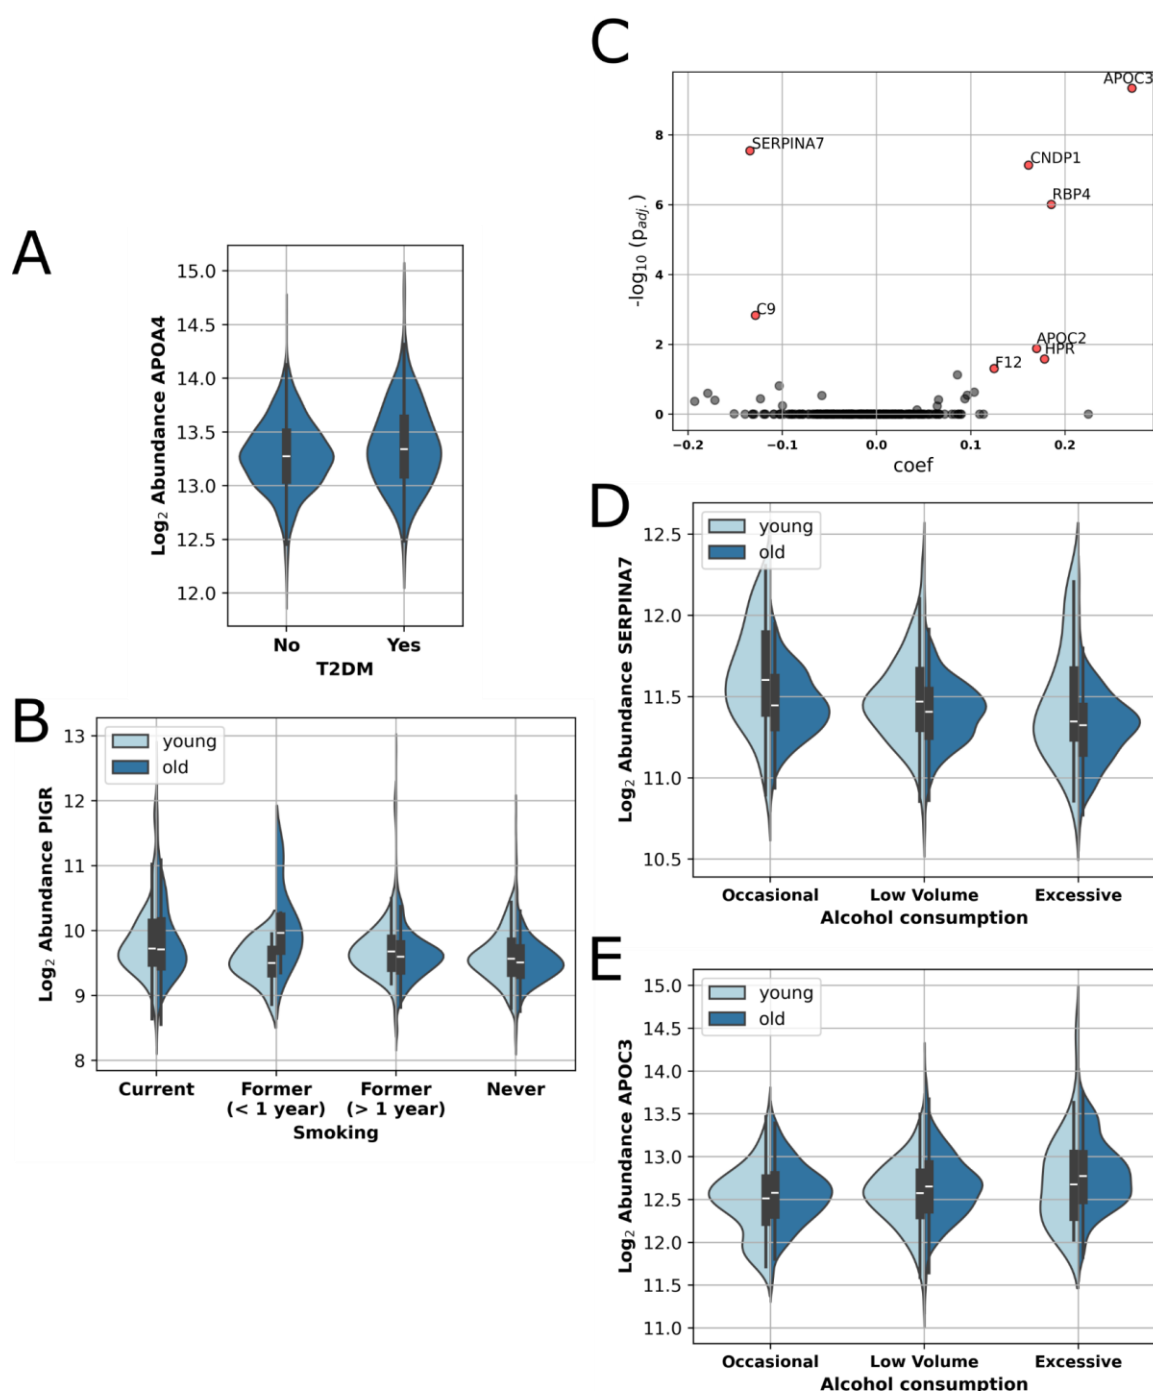 A
Log₂ Abundance APOA4
15.0
14.5
14.0
13.5
13.0
12.5
12.0
No Yes
T2DM
B
Log₂ Abundance PIGR
young
old
13
12
11
10
9
8
Current Former Former Never
(< 1 year) (> 1 year)
Smoking
C
-log₁₀ (p adj.)
APOC3
SERPINA7
CNDP1
RBP4
C9
APOC2
HPR
F12
8
6
4
2
0
−0.2 −0.1 0.0 0.1 0.2
coef
D
Log₂ Abundance SERPINA7
young
old
12.5
12.0
11.5
11.0
10.5
Occasional Low Volume Excessive
Alcohol consumption
E
Log₂ Abundance APOC3
young
old
15.0
14.5
14.0
13.5
13.0
12.5
12.0
11.5
11.0
Occasional Low Volume Excessive
Alcohol consumption